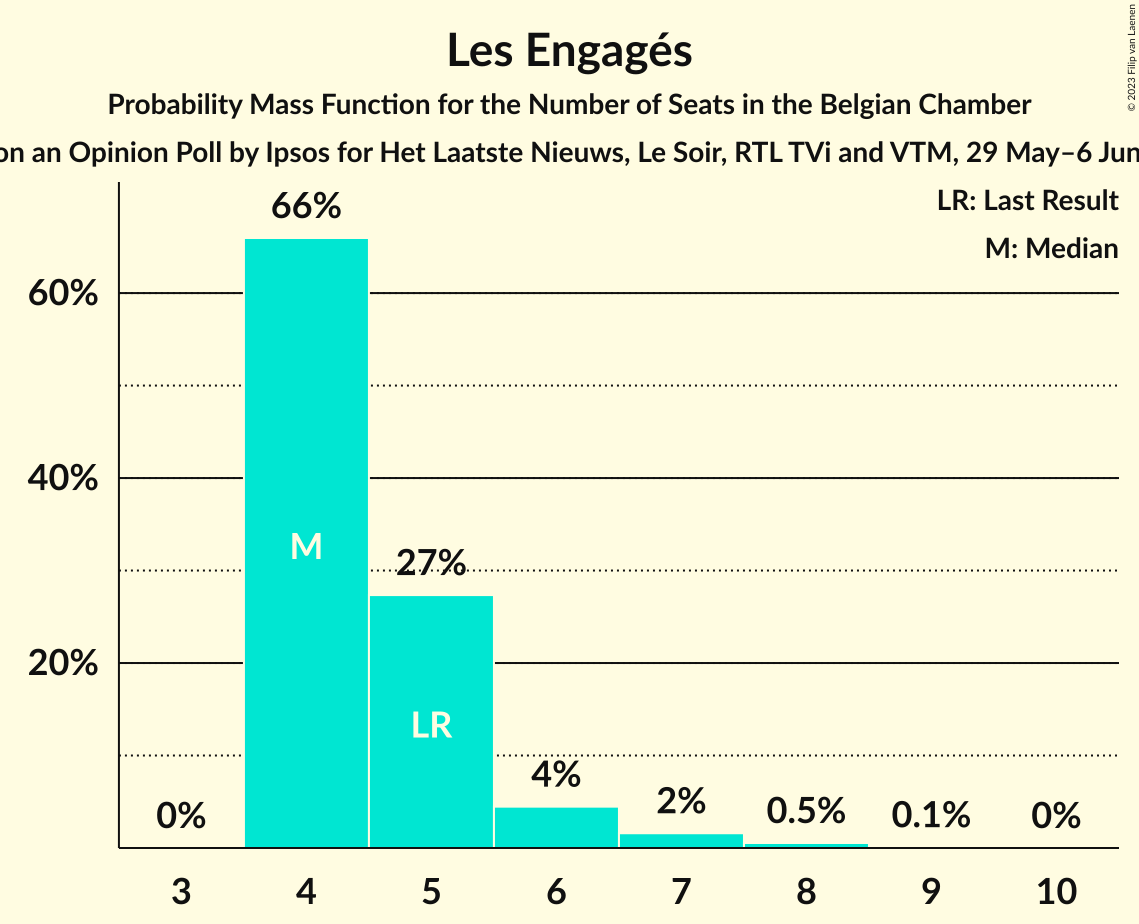 Les Engagés
Probability Mass Function for the Number of Seats in the Belgian Chamber
on an Opinion Poll by Ipsos for Het Laatste Nieuws, Le Soir, RTL TVi and VTM, 29 May–6 Jun
© 2023 Filip van Laenen
LR: Last Result
M: Median
66%
60%
40%
M
27%
20%
LR
4%
2%
0.5%
0.1%
0%
0%
3 4 5 6 7 8 9 10